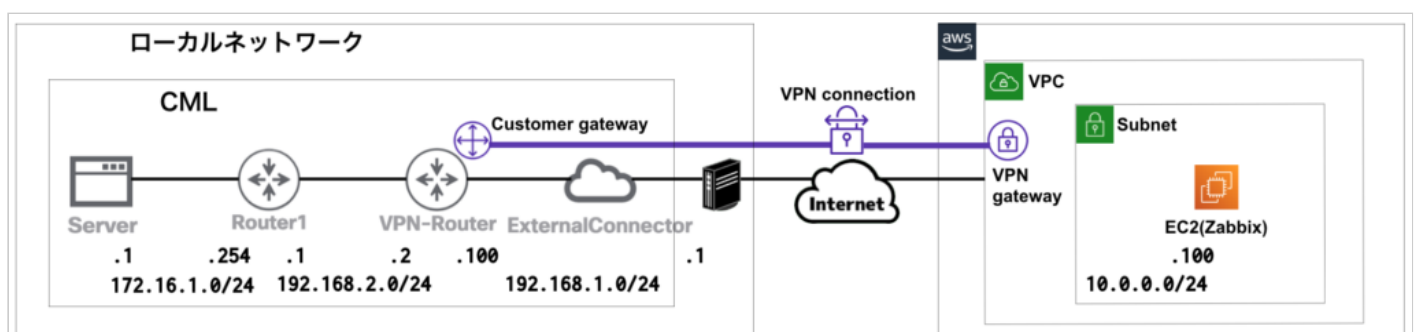 ローカルネットワーク
aws
VPC
CML
VPN connection
Customer gateway
Subnet
VPN
gateway
Internet
Server
Router1
VPN-Router
ExternalConnector
EC2(Zabbix)
.1
.254
.1
.2
.100
.1
.100
172.16.1.0/24
192.168.2.0/24
192.168.1.0/24
10.0.0.0/24